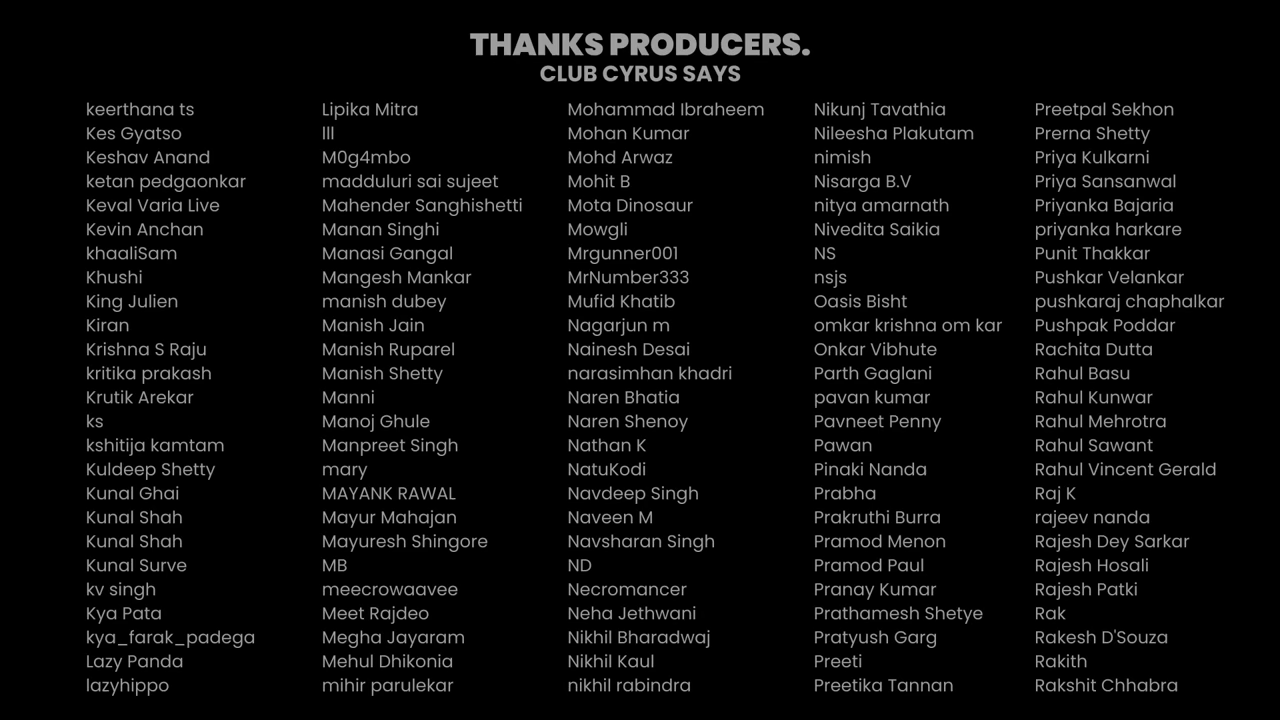 THANKS PRODUCERS.
CLUB CYRUS SAYS
keerthana ts
Kes Gyatso
Keshav Anand
ketan pedgaonkar
Keval Varia Live
Kevin Anchan
khaaliSam
Khushi
King Julien
Kiran
Krishna S Raju
kritika prakash
Krutik Arekar
ks
kshitija kamtam
Kuldeep Shetty
Kunal Ghai
Kunal Shah
Kunal Shah
Kunal Surve
kv singh
Kya Pata
kya_farak_padega
Lazy Panda
lazyhippo
Lipika Mitra
lll
M0g4mbo
madduluri sai sujeet
Mahender Sanghishetti
Manan Singhi
Manasi Gangal
Mangesh Mankar
manish dubey
Manish Jain
Manish Ruparel
Manish Shetty
Manni
Manoj Ghule
Manpreet Singh
mary
MAYANK RAWAL
Mayur Mahajan
Mayuresh Shingore
MB
meecrowaavee
Meet Rajdeo
Megha Jayaram
Mehul Dhikonia
mihir parulekar
Mohammad Ibraheem
Mohan Kumar
Mohd Arwaz
Mohit B
Mota Dinosaur
Mowgli
Mrgunner001
MrNumber333
Mufid Khatib
Nagarjun m
Nainesh Desai
narasimhan khadri
Naren Bhatia
Naren Shenoy
Nathan K
NatuKodi
Navdeep Singh
Naveen M
Navsharan Singh
ND
Necromancer
Neha Jethwani
Nikhil Bharadwaj
Nikhil Kaul
nikhil rabindra
Nikunj Tavathia
Nileesha Plakutam
nimish
Nisarga B.V
nitya amarnath
Nivedita Saikia
NS
nsjs
Oasis Bisht
omkar krishna om kar
Onkar Vibhute
Parth Gaglani
pavan kumar
Pavneet Penny
Pawan
Pinaki Nanda
Prabha
Prakruthi Burra
Pramod Menon
Pramod Paul
Pranay Kumar
Prathamesh Shetye
Pratyush Garg
Preeti
Preetika Tannan
Preetpal Sekhon
Prerna Shetty
Priya Kulkarni
Priya Sansanwal
Priyanka Bajaria
priyanka harkare
Punit Thakkar
Pushkar Velankar
pushkaraj chaphalkar
Pushpak Poddar
Rachita Dutta
Rahul Basu
Rahul Kunwar
Rahul Mehrotra
Rahul Sawant
Rahul Vincent Gerald
Raj K
rajeev nanda
Rajesh Dey Sarkar
Rajesh Hosali
Rajesh Patki
Rak
Rakesh D'Souza
Rakith
Rakshit Chhabra